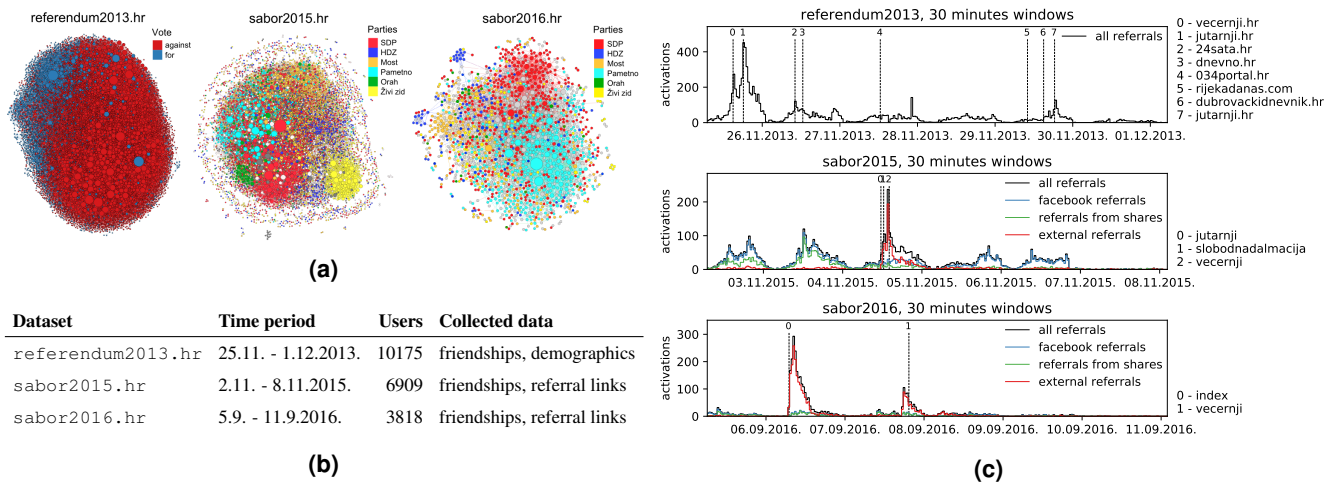 referendum2013.hr
Vote
against
for
sabor2015.hr
Parties
SDP
HDZ
Most
Pametno
Orah
Živi zid
sabor2016.hr
Parties
SDP
HDZ
Most
Pametno
Orah
Živi zid
(a)
Dataset Time period Users Collected data
referendum2013.hr 25.11. - 1.12.2013. 10175 friendships, demographics
sabor2015.hr 2.11. - 8.11.2015. 6909 friendships, referral links
sabor2016.hr 5.9. - 11.9.2016. 3818 friendships, referral links
(b)
referendum2013, 30 minutes windows
0 1 2 3 4 5 6 7
all referrals
activations
400
200
0
26.11.2013. 27.11.2013. 28.11.2013. 29.11.2013. 30.11.2013. 01.12.2013.
0 - vecernji.hr
1 - jutarnji.hr
2 - 24sata.hr
3 - dnevno.hr
4 - 034portal.hr
5 - rijekadanas.com
6 - dubrovackidnevnik.hr
7 - jutarnji.hr
sabor2015, 30 minutes windows
0 1 2
all referrals
facebook referrals
referrals from shares
external referrals
activations
200
100
0
03.11.2015. 04.11.2015. 05.11.2015. 06.11.2015. 07.11.2015. 08.11.2015.
0 - jutarnji
1 - slobodnadalmacija
2 - vecernji
sabor2016, 30 minutes windows
0 1
all referrals
facebook referrals
referrals from shares
external referrals
activations
300
200
100
0
06.09.2016. 07.09.2016. 08.09.2016. 09.09.2016. 10.09.2016. 11.09.2016.
0 - index
1 - vecernji
(c)